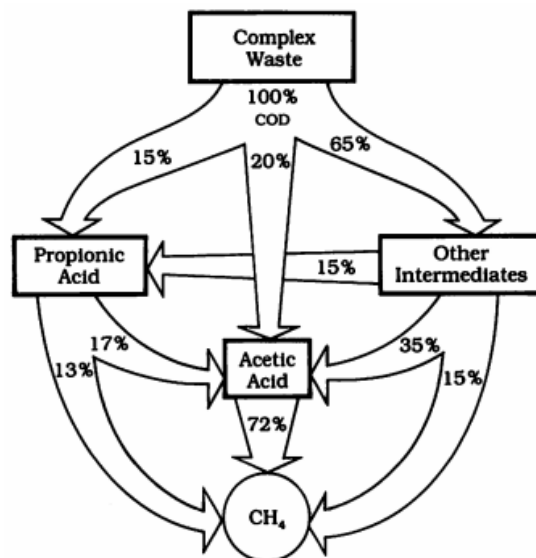 Complex
Waste
100%
COD
15%
20%
65%
Propionic
Acid
15%
Other
Intermediates
17%
13%
Acetic
Acid
35%
15%
72%
CH₄